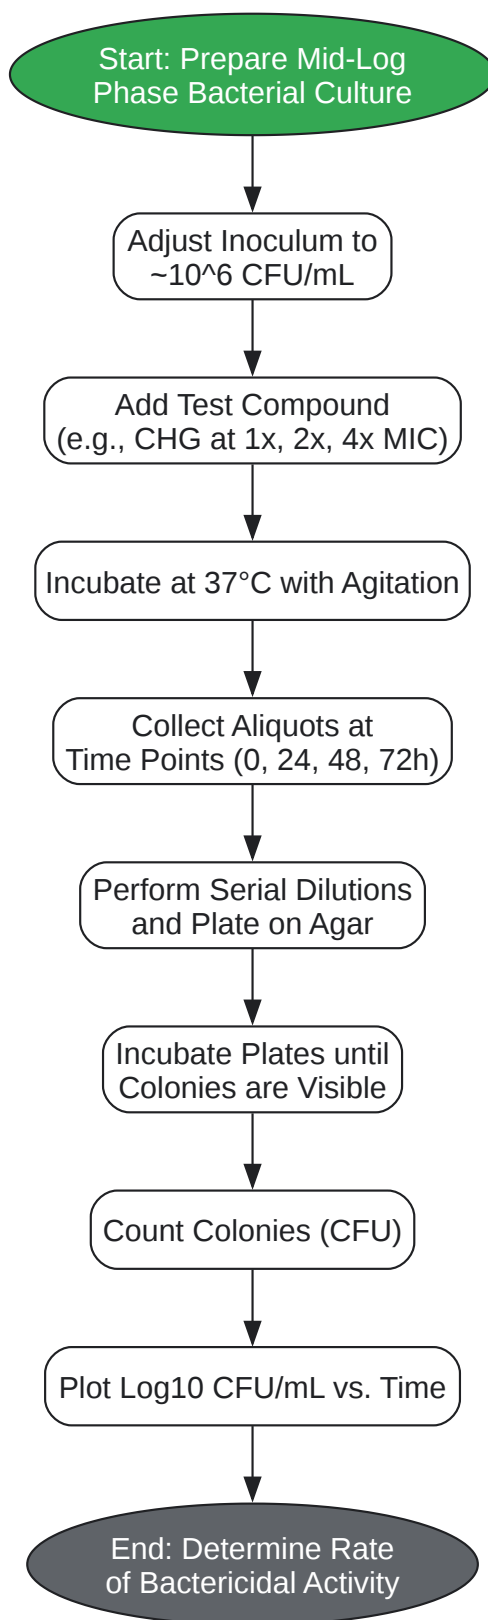 Start: Prepare Mid-Log
Phase Bacterial Culture
Adjust Inoculum to
~10^6 CFU/mL
Add Test Compound
(e.g., CHG at 1x, 2x, 4x MIC)
Incubate at 37°C with Agitation
Collect Aliquots at
Time Points (0, 24, 48, 72h)
Perform Serial Dilutions
and Plate on Agar
Incubate Plates until
Colonies are Visible
Count Colonies (CFU)
Plot Log10 CFU/mL vs. Time
End: Determine Rate
of Bactericidal Activity